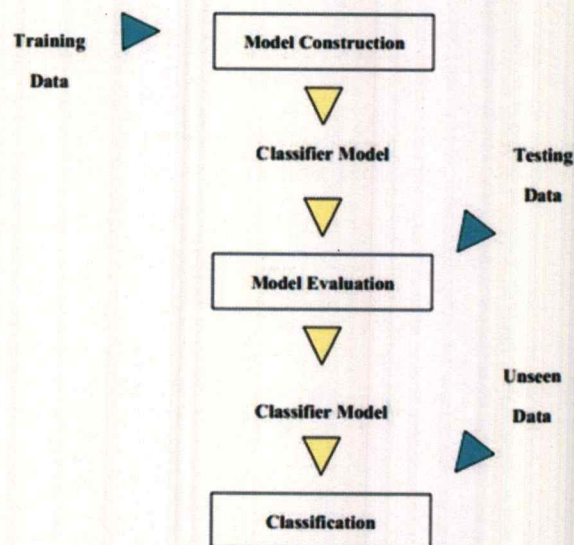 Training
Data
Model Construction
Classifier Model
Testing
Data
Model Evaluation
Unseen
Data
Classifier Model
Classification